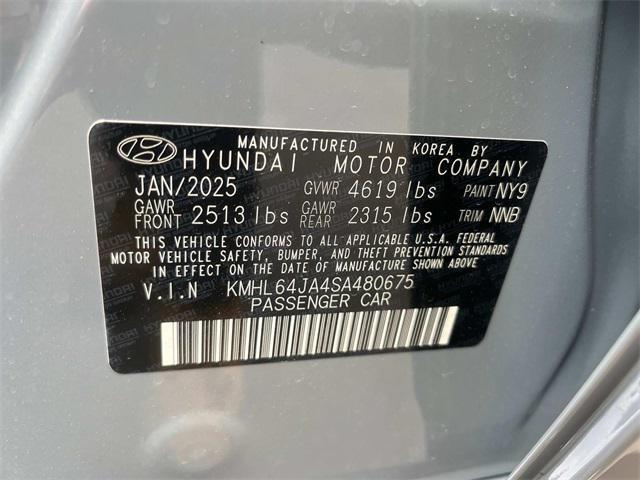 MANUFACTURED IN KOREA BY
HYUNDAI MOTOR COMPANY
JAN/2025 GVWR 4619 lbs PAINT NY9
GAWR FRONT 2513 lbs GAWR REAR 2315 lbs TRIM NNB
THIS VEHICLE CONFORMS TO ALL APPLICABLE U.S.A. FEDERAL
MOTOR VEHICLE SAFETY, BUMPER, AND THEFT PREVENTION STANDARDS
IN EFFECT ON THE DATE OF MANUFACTURE SHOWN ABOVE
V.I.N KMHL64JA4SA480675
PASSENGER CAR